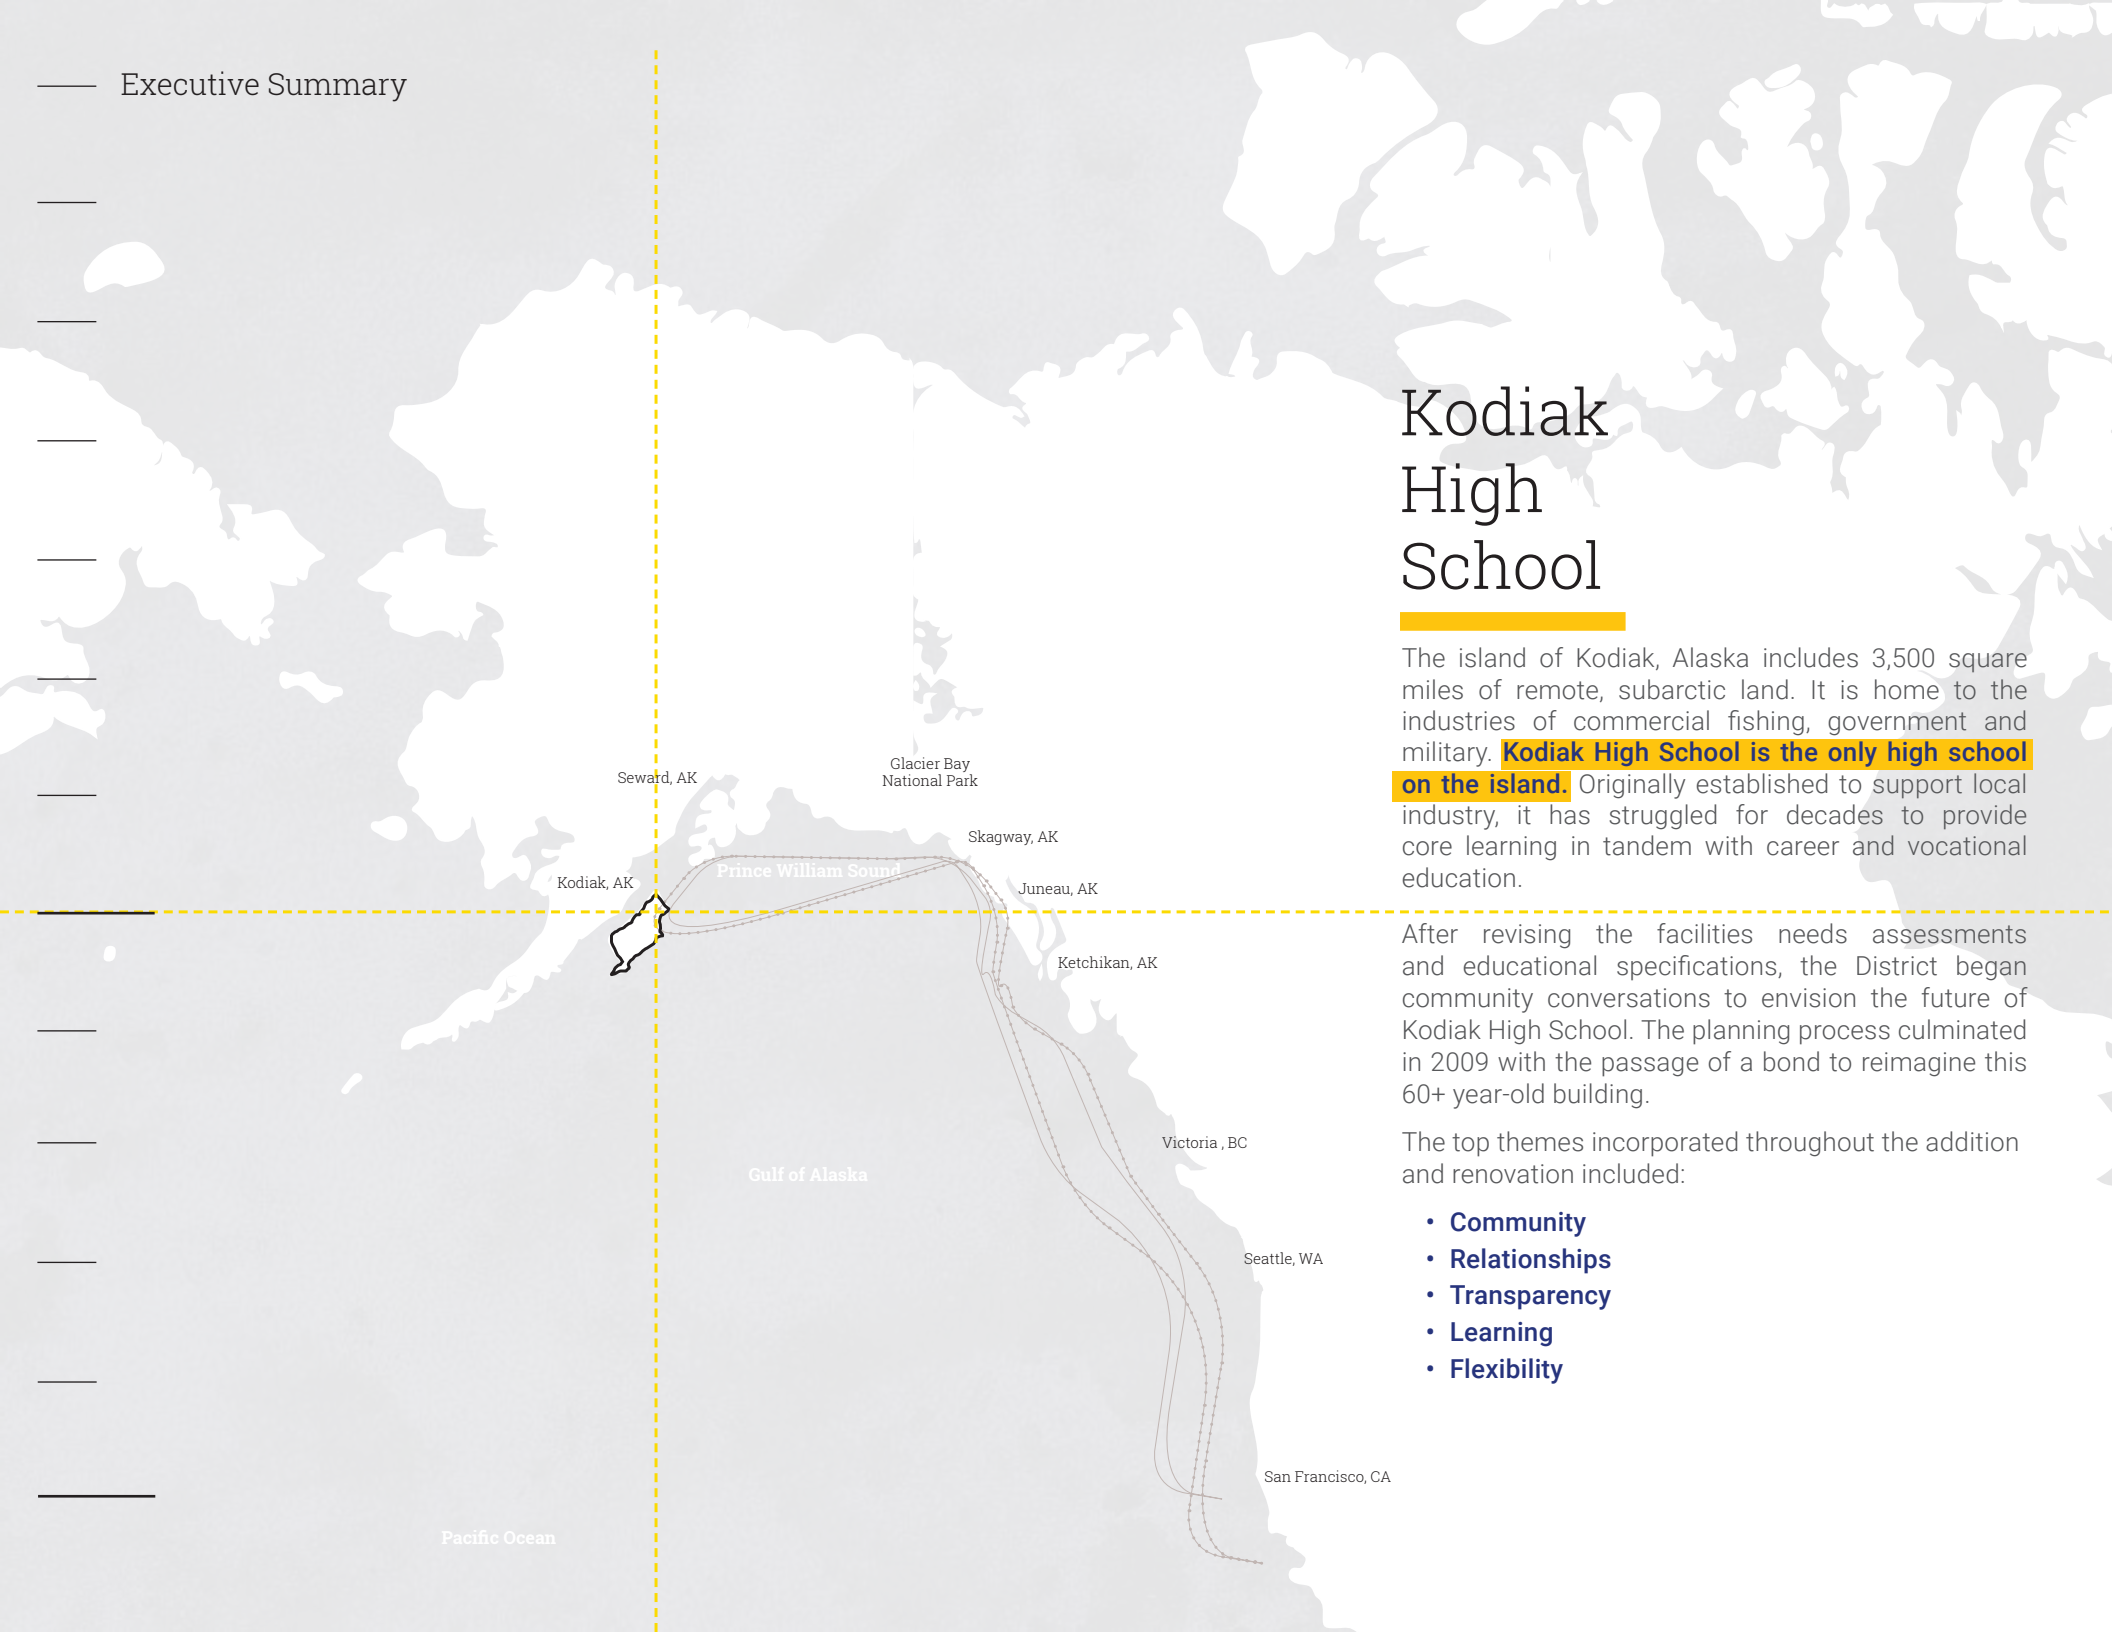 Executive Summary
Kodiak
High
School
The island of Kodiak, Alaska includes 3,500 square
miles of remote, subarctic land. It is home to the
industries of commercial fishing, government and
military. Kodiak High School is the only high school
on the island. Originally established to support local
industry, it has struggled for decades to provide
core learning in tandem with career and vocational
education.
After revising the facilities needs assessments
and educational specifications, the District began
community conversations to envision the future of
Kodiak High School. The planning process culminated
in 2009 with the passage of a bond to reimagine this
60+ year-old building.
The top themes incorporated throughout the addition
and renovation included:
• Community
• Relationships
• Transparency
• Learning
• Flexibility
Seward, AK
Glacier Bay
National Park
Skagway, AK
Prince William Sound
Kodiak, AK
Juneau, AK
Ketchikan, AK
Victoria , BC
Gulf of Alaska
Seattle, WA
San Francisco, CA
Pacific Ocean